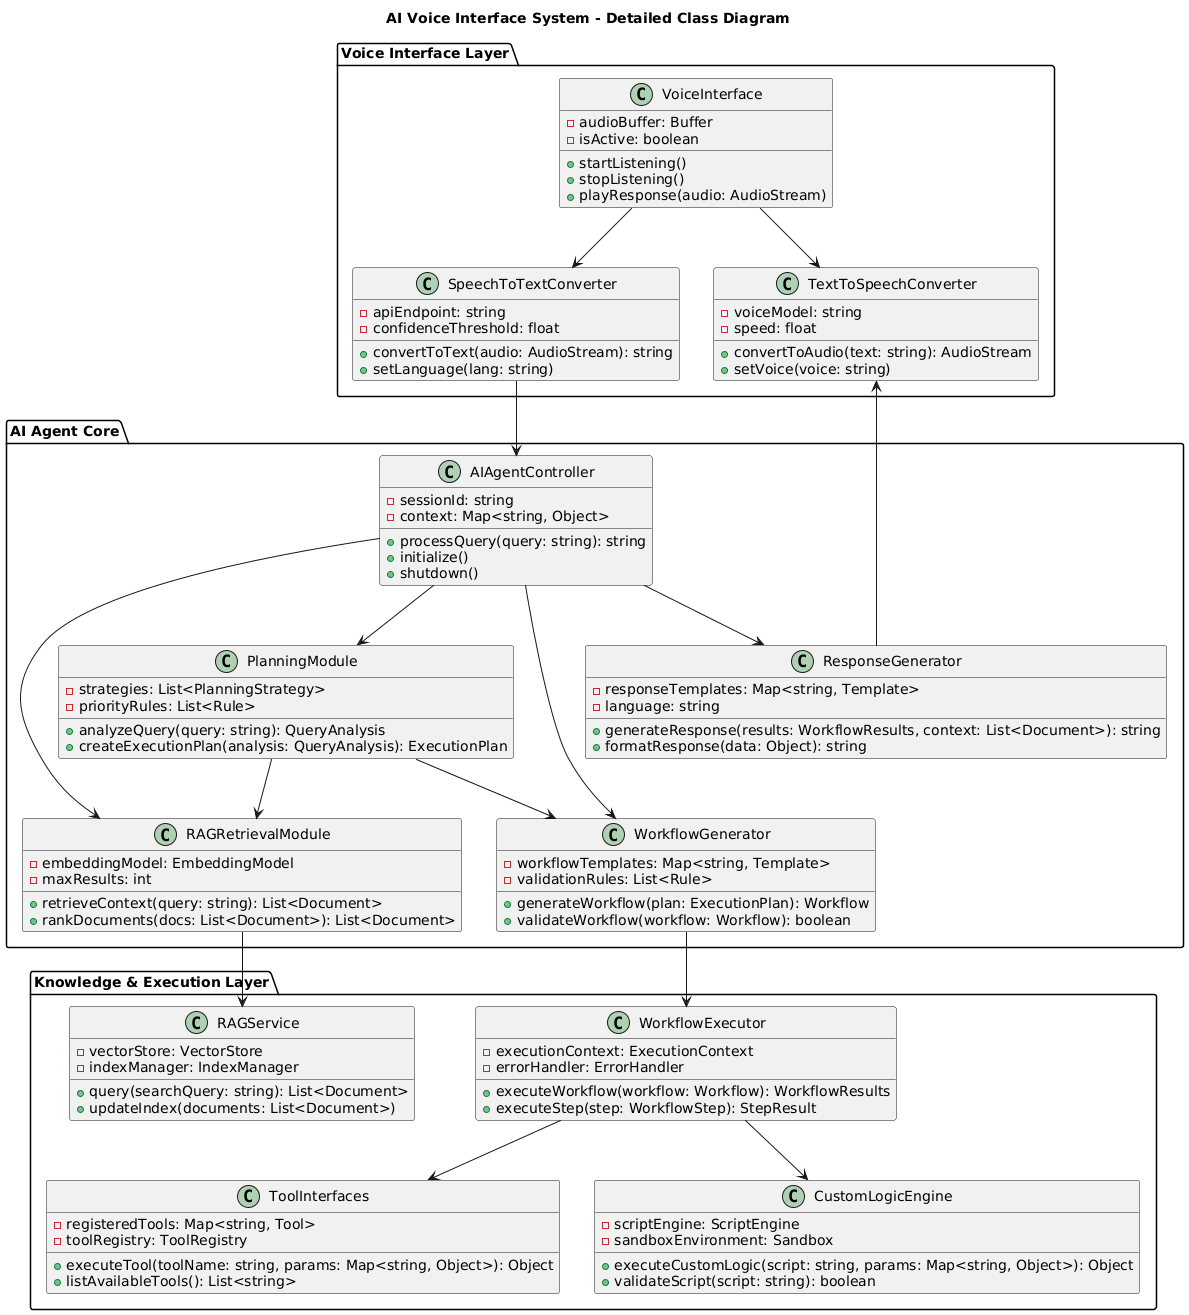 AI Voice Interface System - Detailed Class Diagram
Voice Interface Layer
C VoiceInterface
audioBuffer: Buffer
isActive: boolean
startListening()
stopListening()
playResponse(audio: AudioStream)
C SpeechToTextConverter
apiEndpoint: string
confidenceThreshold: float
convertToText(audio: AudioStream): string
setLanguage(lang: string)
C TextToSpeechConverter
voiceModel: string
speed: float
convertToAudio(text: string): AudioStream
setVoice(voice: string)
AI Agent Core
C AIAgentController
sessionId: string
context: Map<string, Object>
processQuery(query: string): string
initialize()
shutdown()
C PlanningModule
strategies: List<PlanningStrategy>
priorityRules: List<Rule>
analyzeQuery(query: string): QueryAnalysis
createExecutionPlan(analysis: QueryAnalysis): ExecutionPlan
C ResponseGenerator
responseTemplates: Map<string, Template>
language: string
generateResponse(results: WorkflowResults, context: List<Document>): string
formatResponse(data: Object): string
C RAGRetrievalModule
embeddingModel: EmbeddingModel
maxResults: int
retrieveContext(query: string): List<Document>
rankDocuments(docs: List<Document>): List<Document>
C WorkflowGenerator
workflowTemplates: Map<string, Template>
validationRules: List<Rule>
generateWorkflow(plan: ExecutionPlan): Workflow
validateWorkflow(workflow: Workflow): boolean
Knowledge & Execution Layer
C RAGService
vectorStore: VectorStore
indexManager: IndexManager
query(searchQuery: string): List<Document>
updateIndex(documents: List<Document>)
C WorkflowExecutor
executionContext: ExecutionContext
errorHandler: ErrorHandler
executeWorkflow(workflow: Workflow): WorkflowResults
executeStep(step: WorkflowStep): StepResult
C ToolInterfaces
registeredTools: Map<string, Tool>
toolRegistry: ToolRegistry
executeTool(toolName: string, params: Map<string, Object>): Object
listAvailableTools(): List<string>
C CustomLogicEngine
scriptEngine: ScriptEngine
sandboxEnvironment: Sandbox
executeCustomLogic(script: string, params: Map<string, Object>): Object
validateScript(script: string): boolean